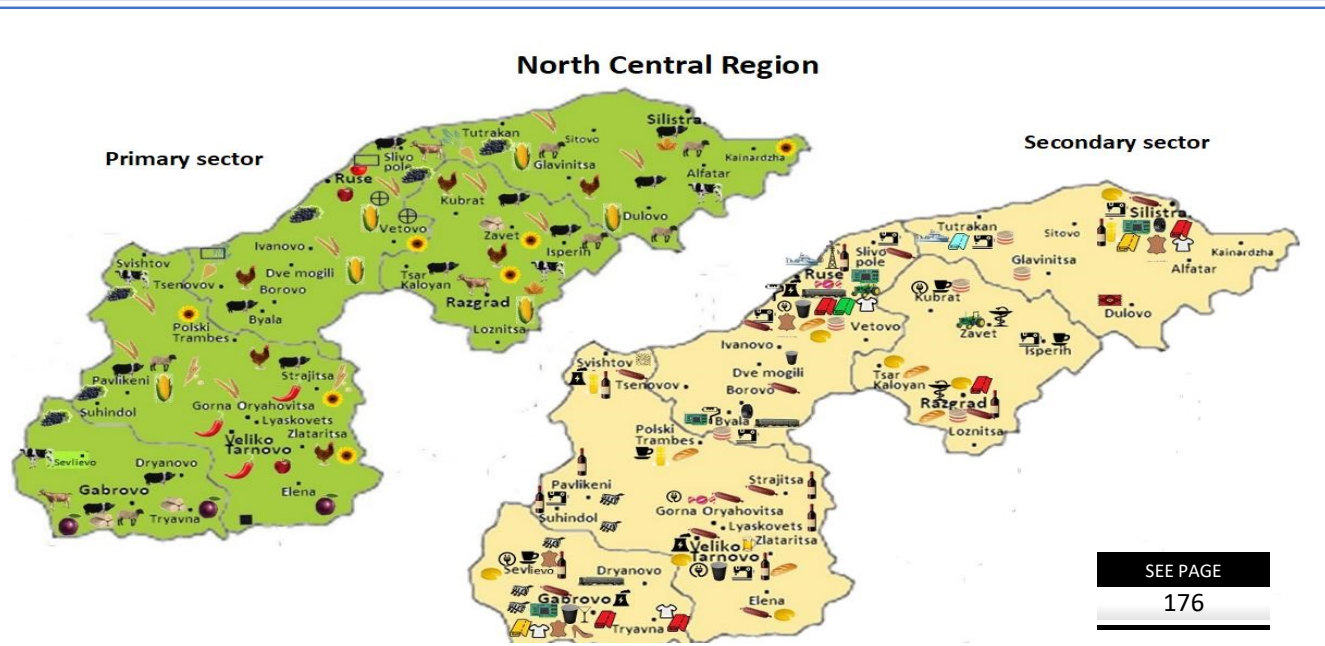 North Central Region
Primary sector
Secondary sector
Silistra
Tutrakan
Sitovo
Kainardzha
Slivo
pole
Glavinitsa
Alfatar
Ruse
Kubrat
Dulovo
Vetovo
Zavet
Isperih
Ivanovo
Svishtov
Tsenovo
Dve mogili
Borovo
Tsar
Kaloyan
Razgrad
Byala
Loznitsa
Polski
Trambes
Pavlikeni
Strajitsa
Suhindol
Gorna Oryahovitsa
Lyaskovets
Zlataritsa
Veliko
Tarnovo
Sevlievo
Dryanovo
Gabrovo
Elena
Tryavna
Silistra
Tutrakan
Sitovo
Kainardzha
Slivo
pole
Glavinitsa
Alfatar
Ruse
Kubrat
Dulovo
Vetovo
Zavet
Isperih
Ivanovo
Svishtov
Tsenovo
Dve mogili
Borovo
Tsar
Kaloyan
Razgrad
Byala
Loznitsa
Polski
Trambes
Pavlikeni
Strajitsa
Suhindol
Gorna Oryahovitsa
Lyaskovets
Zlataritsa
Veliko
Tarnovo
Sevlievo
Dryanovo
Gabrovo
Elena
Tryavna
SEE PAGE
176